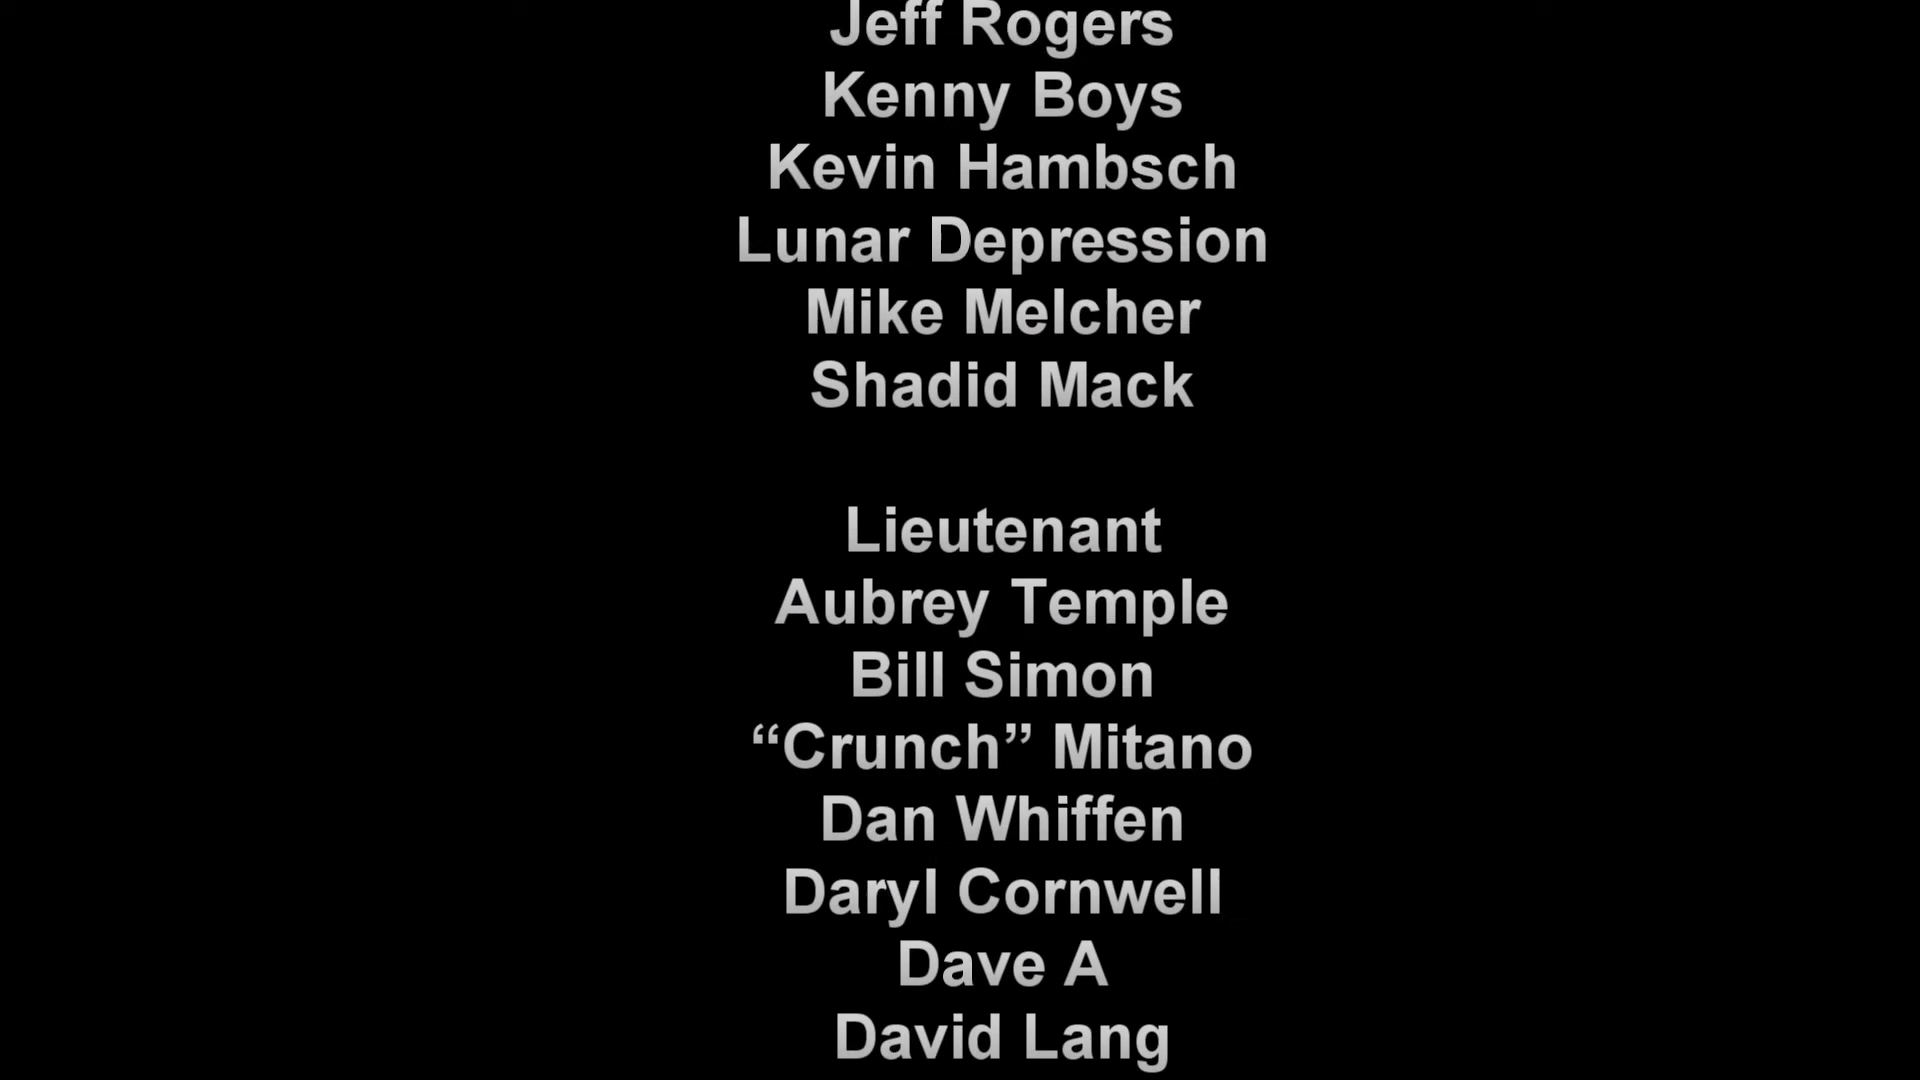 Jeff Rogers
Kenny Boys
Kevin Hambsch
Lunar Depression
Mike Melcher
Shadid Mack
Lieutenant
Aubrey Temple
Bill Simon
“Crunch” Mitano
Dan Whiffen
Daryl Cornwell
Dave A
David Lang